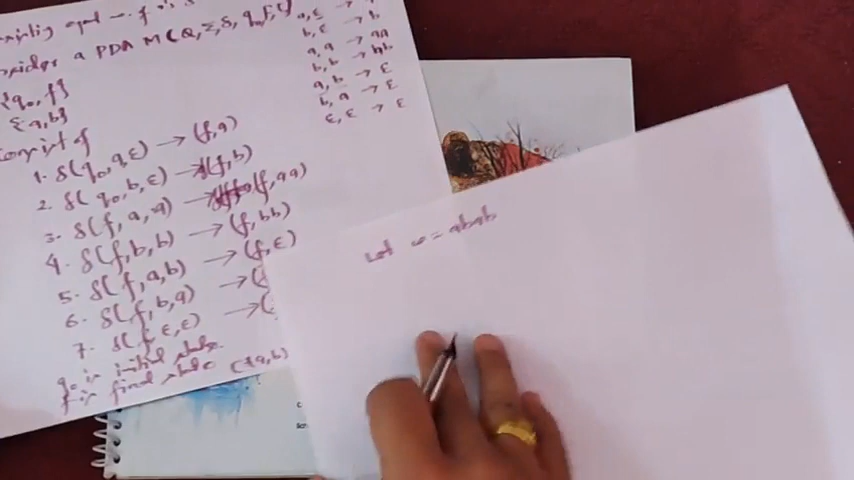 a PDA M(Q, Σ, δ, q₀, F, Γ)
{q₀, f}
{a,b}
Consist of
1. δ(q₀, a, ε) → (f, a)
2. δ(q₀, b, ε) → (f, b)
3. δ(f, a, a) → (f, aa)
4. δ(f, b, b) → (f, bb)
5. δ(f, a, b) → (f, ε)
6. δ(f, b, a) → (
7. δ(f, ε, ε) → (
q₀ is initial state.
f is final state (
a, ε →
b, ε → b
a, a → aa
b, b → bb
a, b → ε
b, a → ε
ε, ε → ε
Let ω = abab